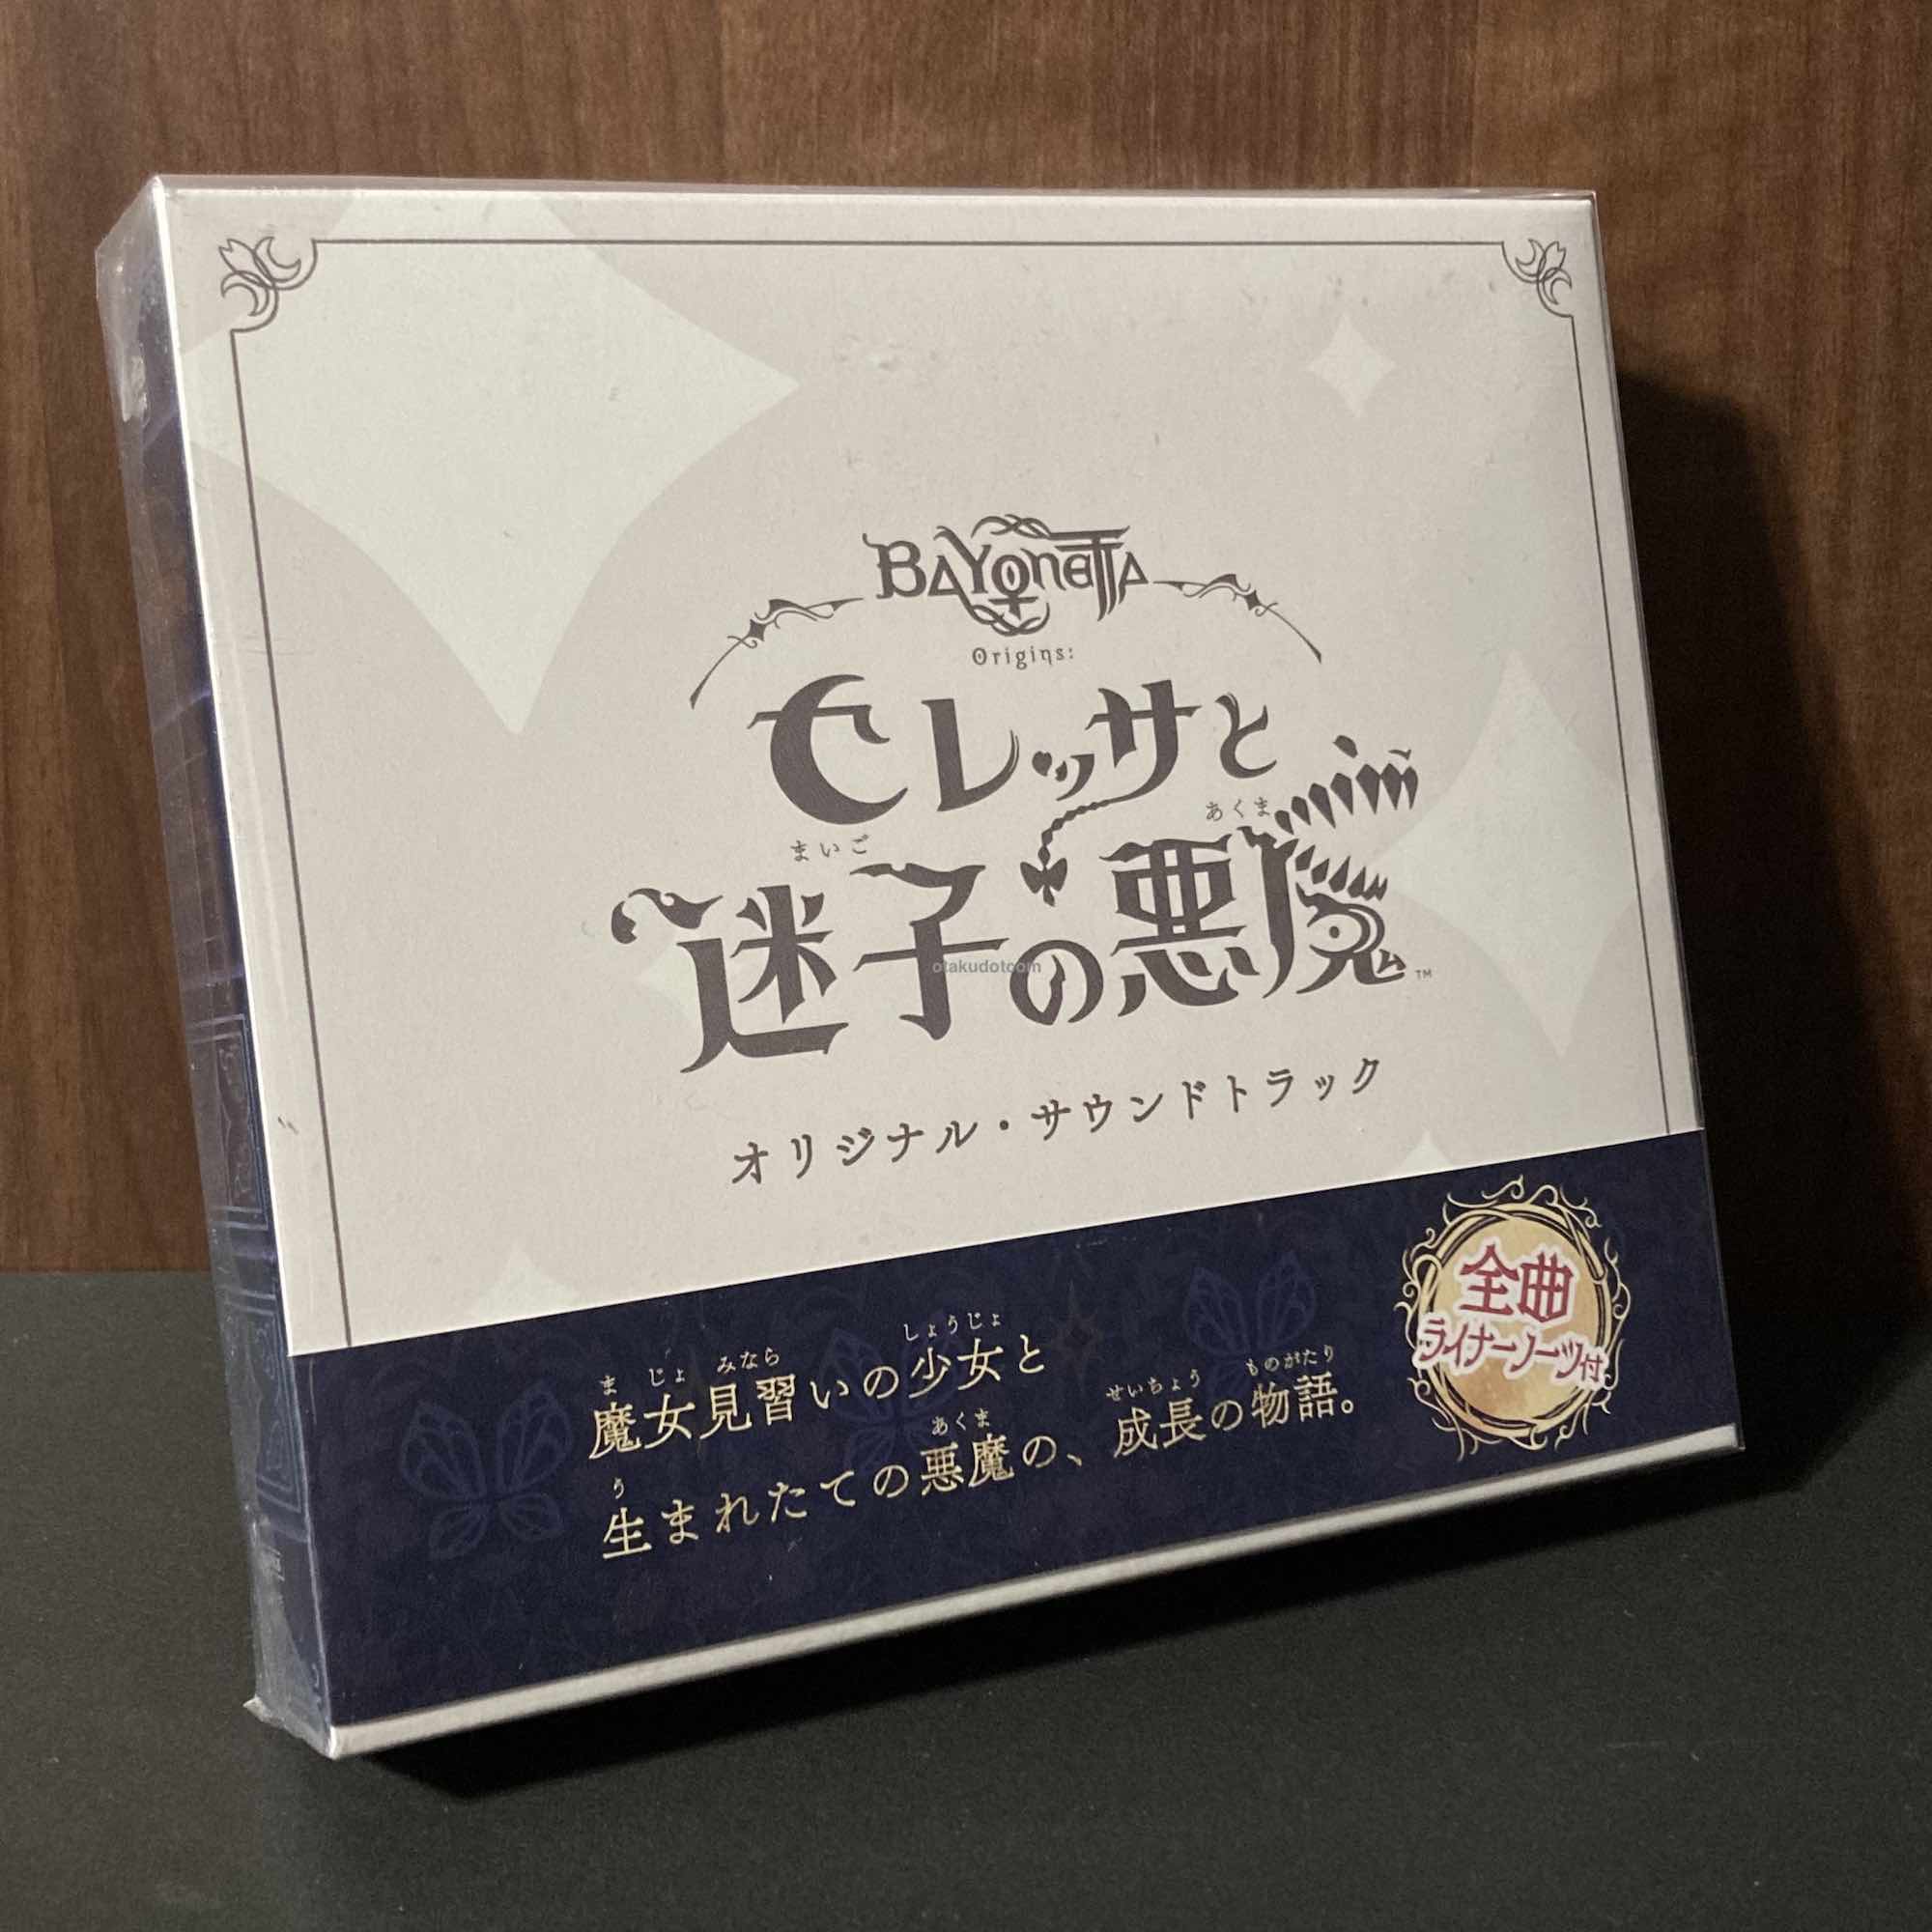 BAYONETTA
Origins:
セレッサと
まいご
あくま
迷子の悪魔
TM
otakudotcom
オリジナル・サウンドトラック
全曲
ライナーノーツ付
まじょ みなら しょうじょ
魔女見習いの少女と
う あくま せいちょう ものがたり
生まれたての悪魔の、成長の物語。